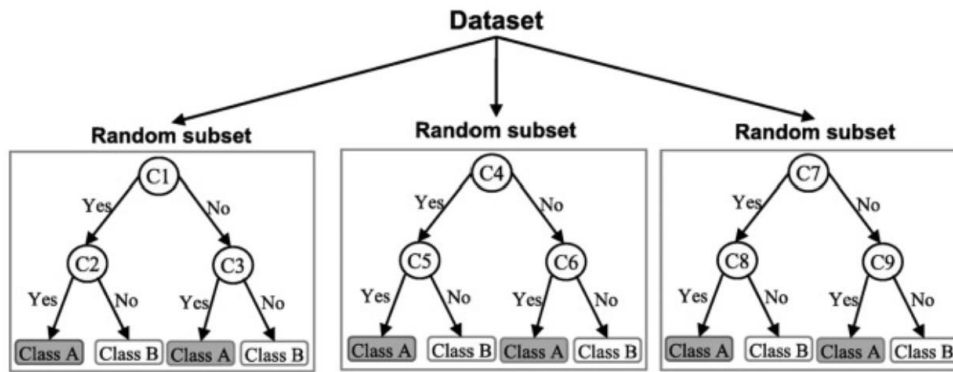 Dataset
Random subset Random subset Random subset
C1 C4 C7
Yes No Yes No Yes No
C2 C3 C5 C6 C8 C9
Yes No Yes No Yes No Yes No Yes No Yes No
Class A Class B Class A Class B Class A Class B Class A Class B Class A Class B Class A Class B